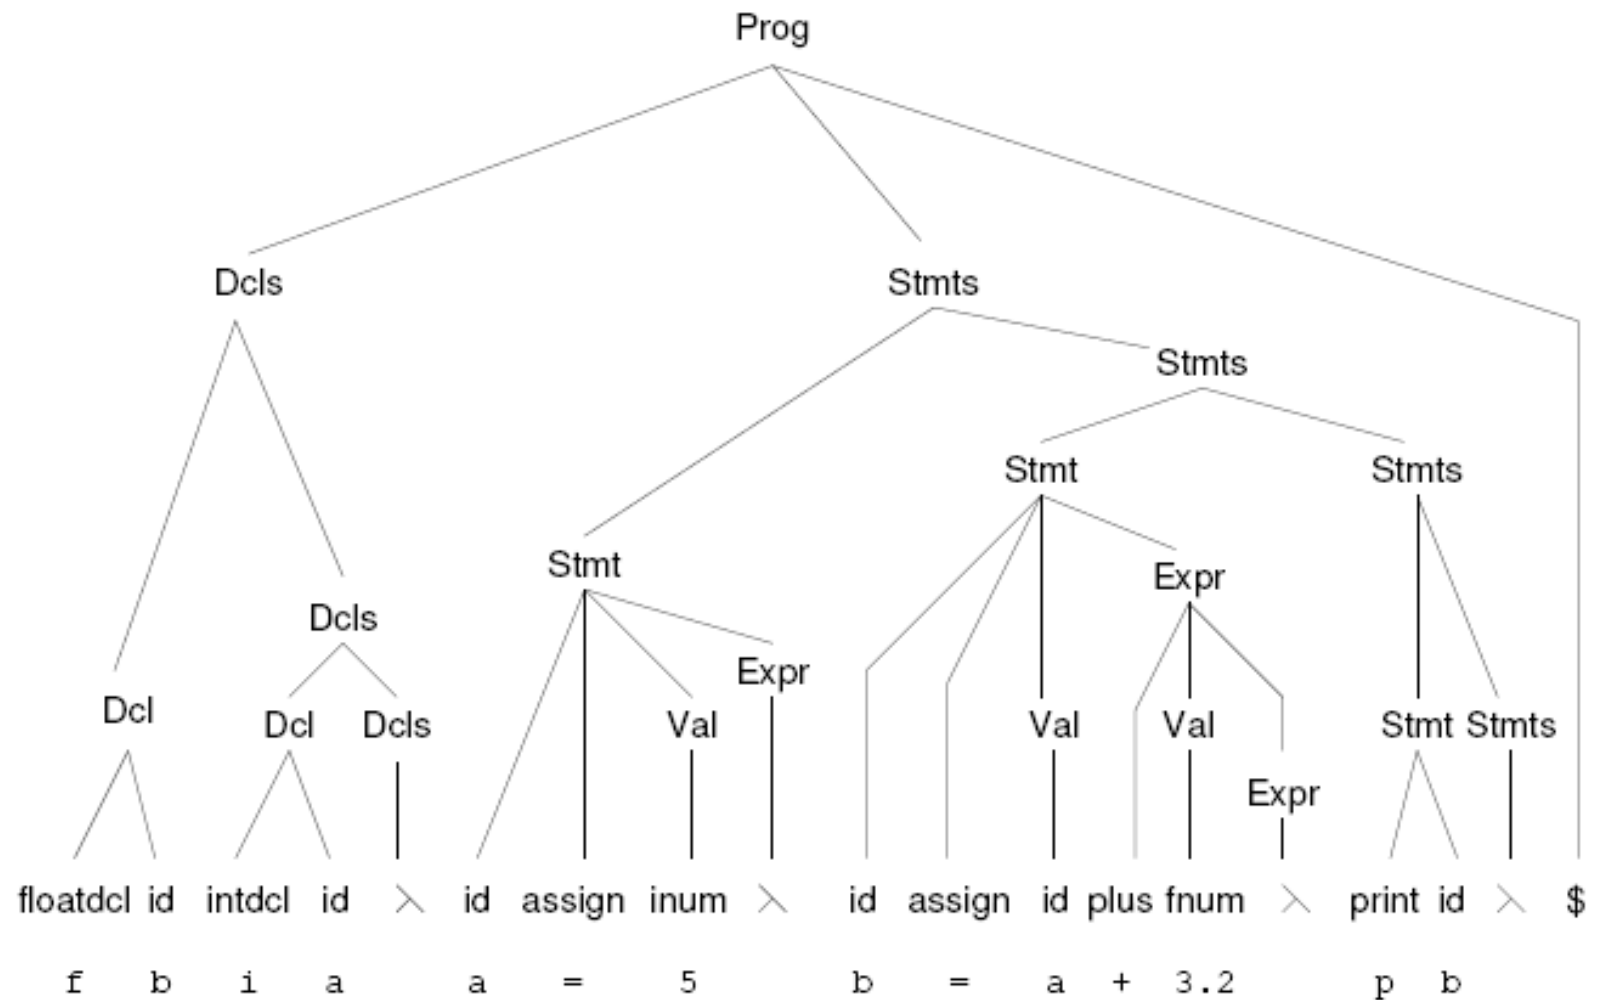 Prog
Dcls Stmts
Stmts
Stmt Stmts
Stmt Expr
Dcls
Expr
Dcl Dcl Dcls Val Val Val Stmt Stmts
Expr
floatdcl id intdcl id λ id assign inum λ id assign id plus fnum λ print id λ $
f b i a a = 5 b = a + 3.2 p b